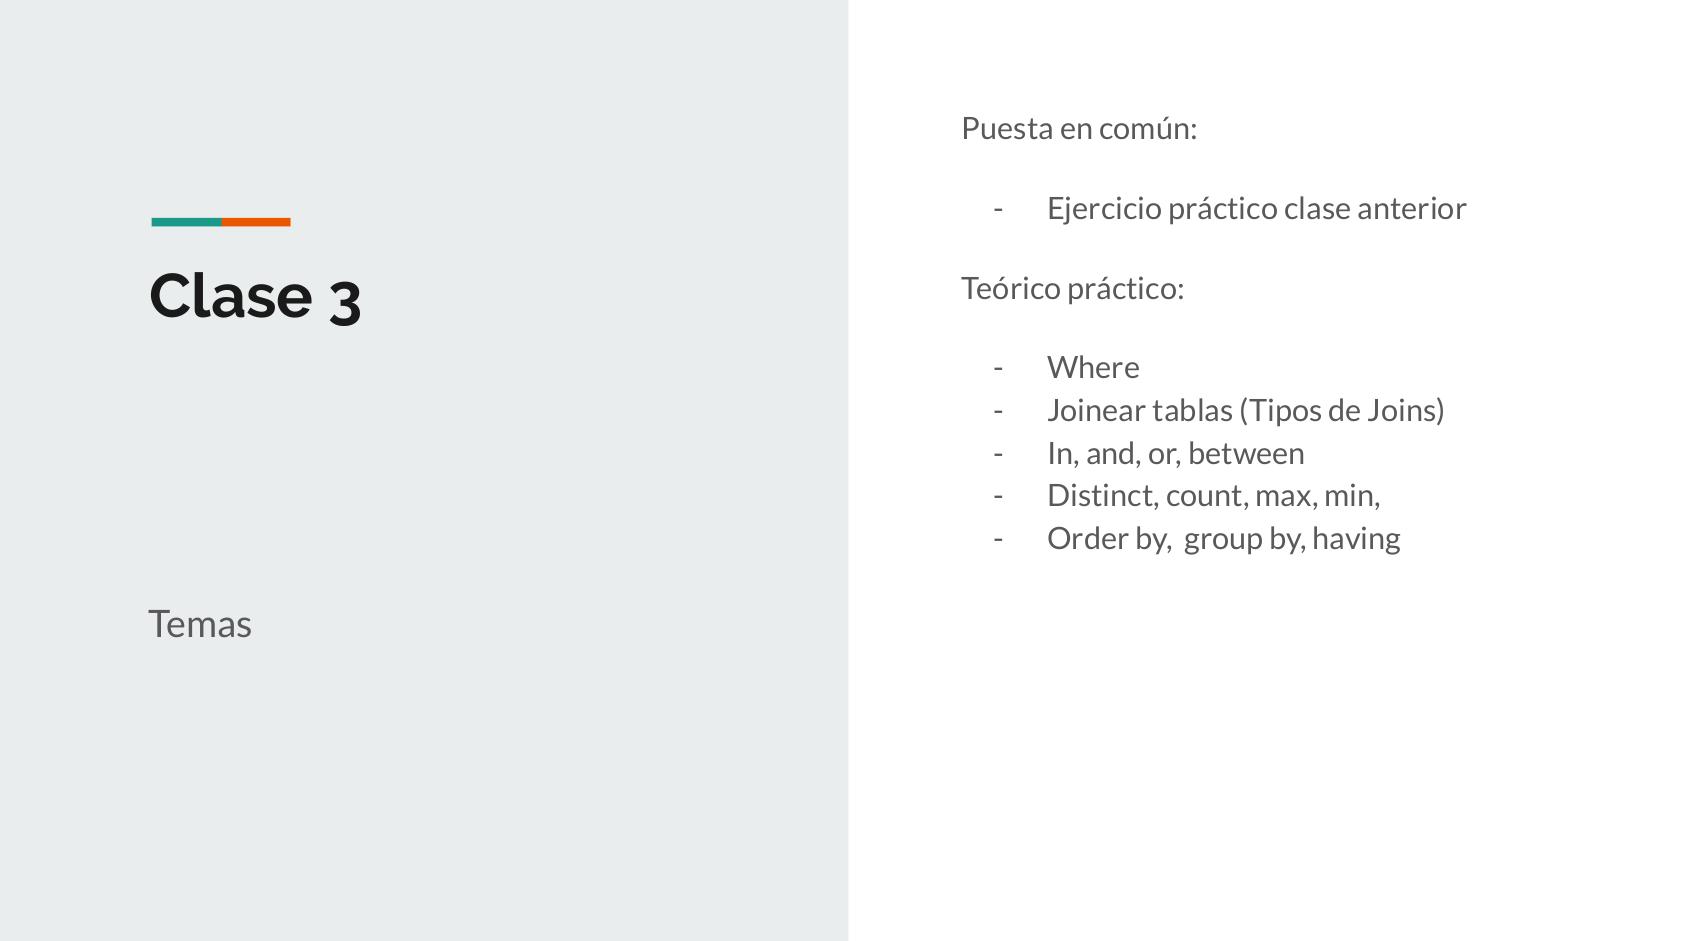 Clase 3
Temas
Puesta en común:
- Ejercicio práctico clase anterior
Teórico práctico:
- Where
- Joinear tablas (Tipos de Joins)
- In, and, or, between
- Distinct, count, max, min,
- Order by,  group by, having